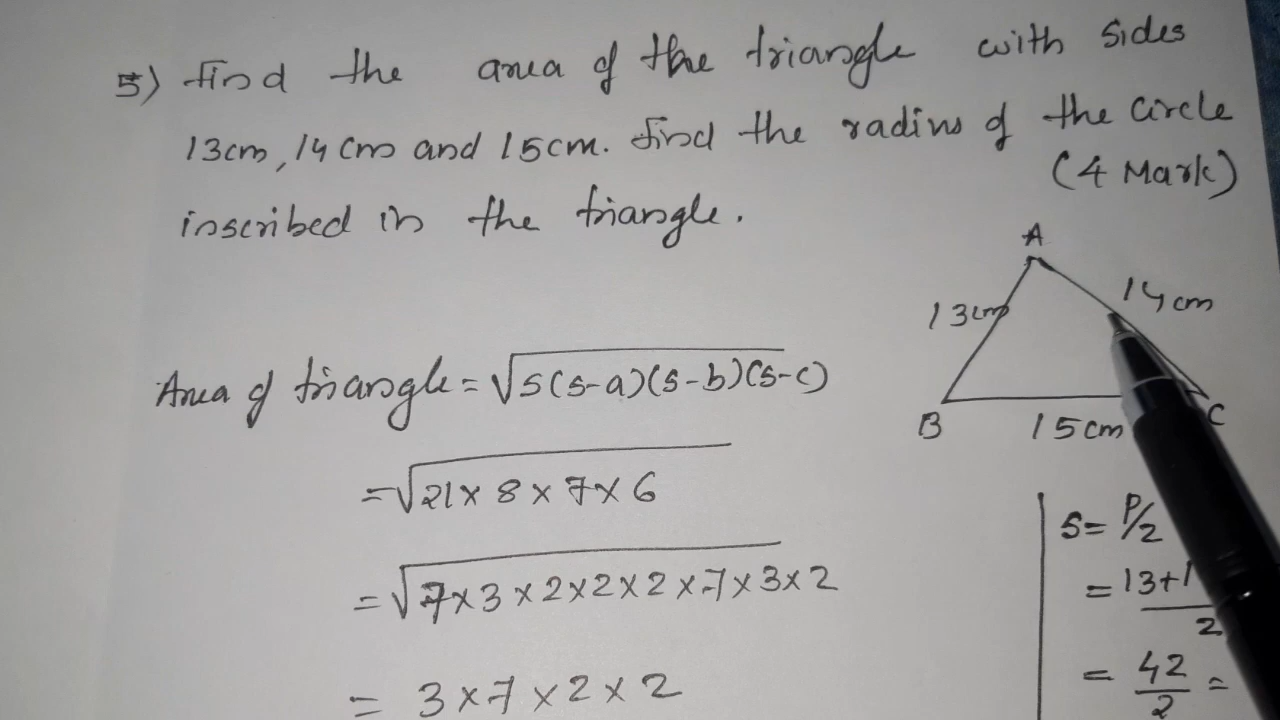 5) Find the area of the triangle with sides
13cm, 14cm and 15cm. Find the radius of the circle
(4 Mark)
inscribed in the triangle.
A
13cm
14cm
B
15cm
C
Area of triangle = √s(s-a)(s-b)(s-c)
= √21 × 8 × 7 × 6
= √7 × 3 × 2 × 2 × 2 × 7 × 3 × 2
= 3 × 7 × 2 × 2
s = P/2
= 13+1
2
= 42/2 =